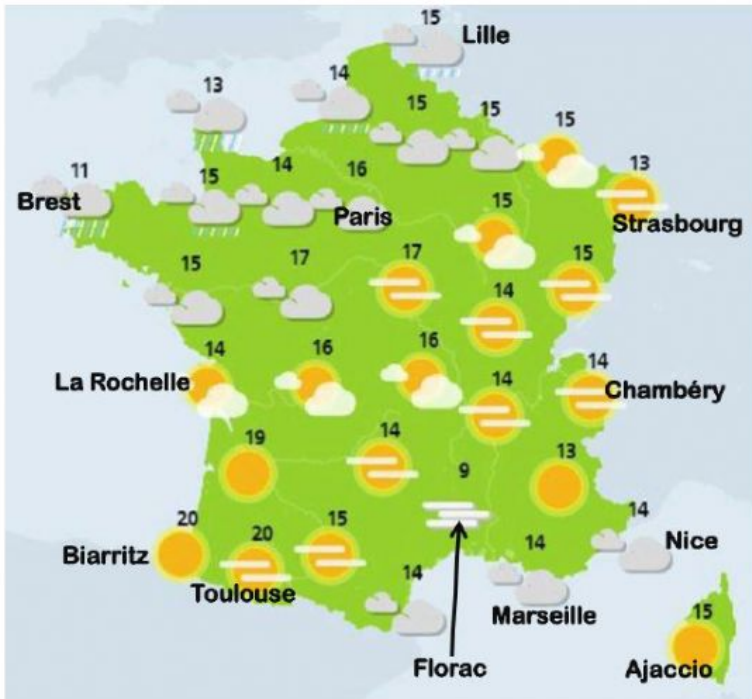 15
Lille
14
13
15
15
15
11
13
Brest
15
14
16
Paris
15
Strasbourg
15
17
17
15
14
14
La Rochelle
16
16
14
14
Chambéry
19
14
9
13
20
Biarritz
20
Toulouse
15
14
14
14
Nice
Marseille
Florac
15
Ajaccio